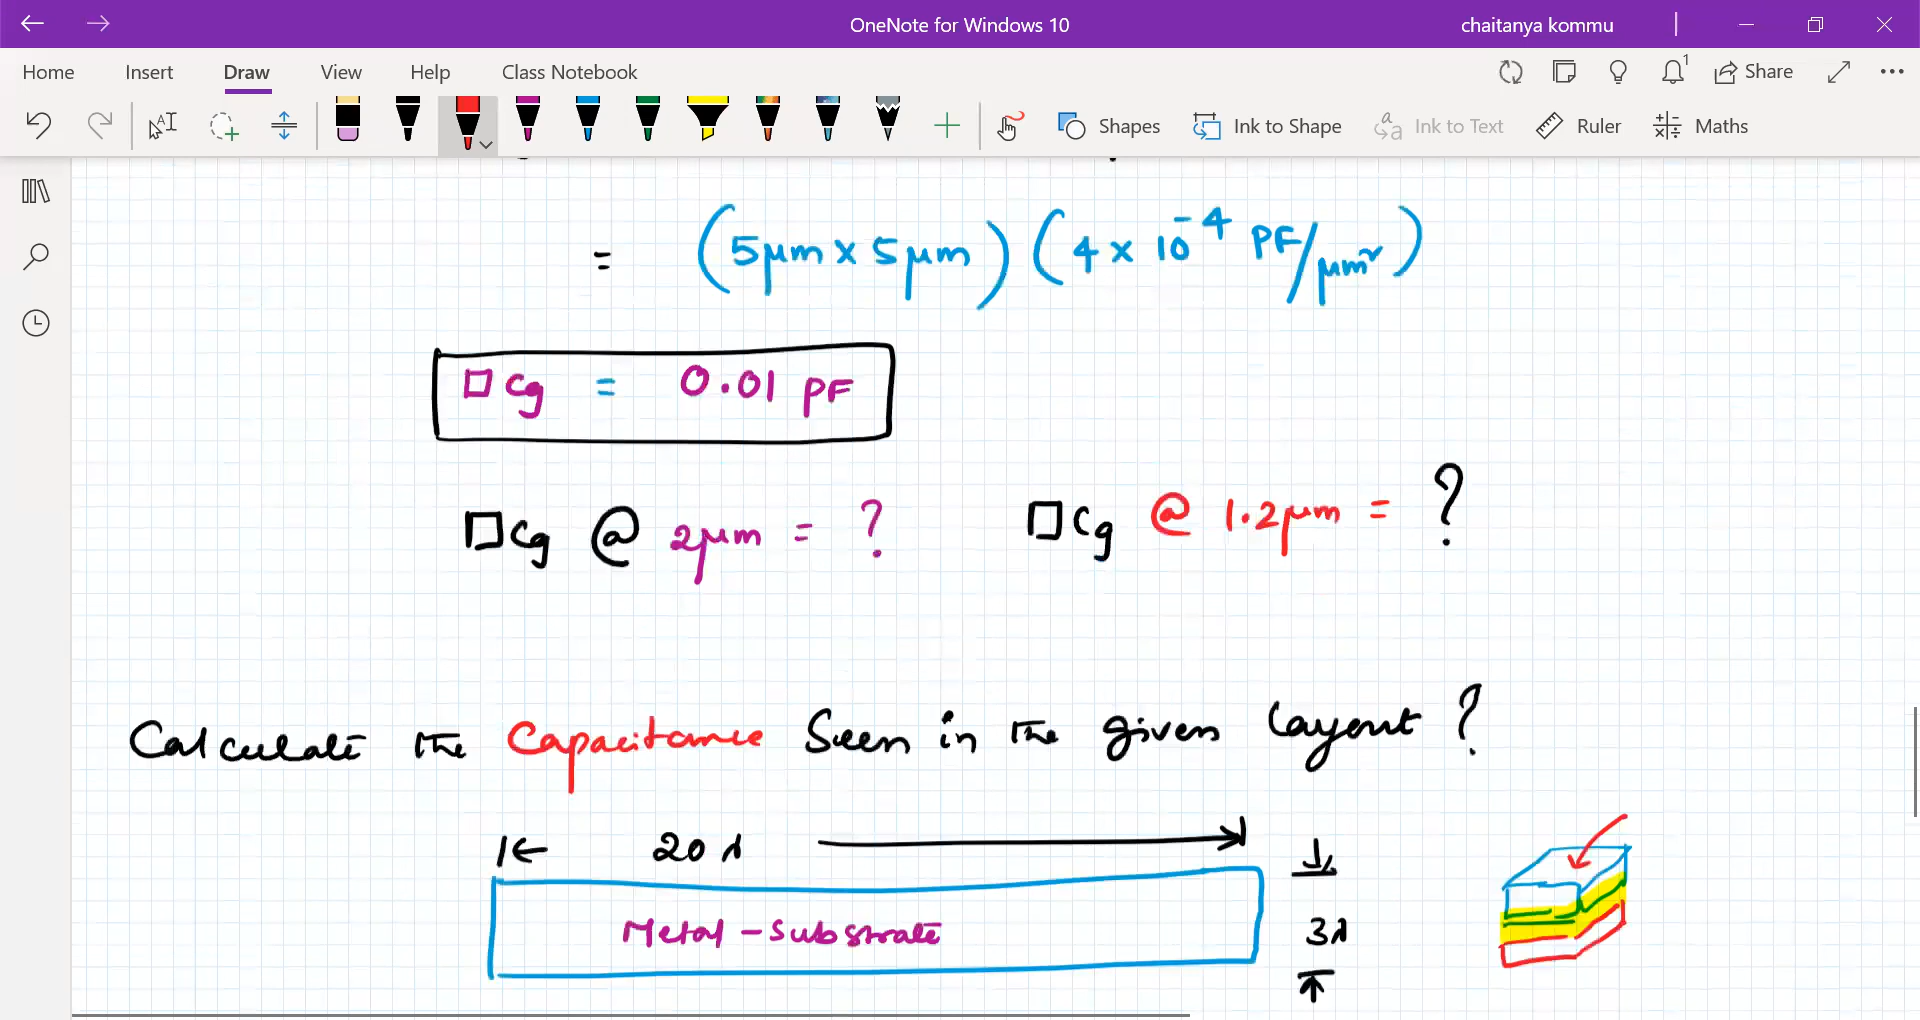 OneNote for Windows 10
chaitanya kommu
Home Insert Draw View Help Class Notebook
1
Share
Shapes Ink to Shape Ink to Text Ruler Maths
= (5μm x 5μm) (4 x 10⁻⁴ PF/μm²)
□ Cg = 0.01 PF
□ Cg @ 2μm = ?
□ Cg @ 1.2μm = ?
Calculate the Capacitance Seen in the given layout ?
20 λ
Metal - Substrate
3λ